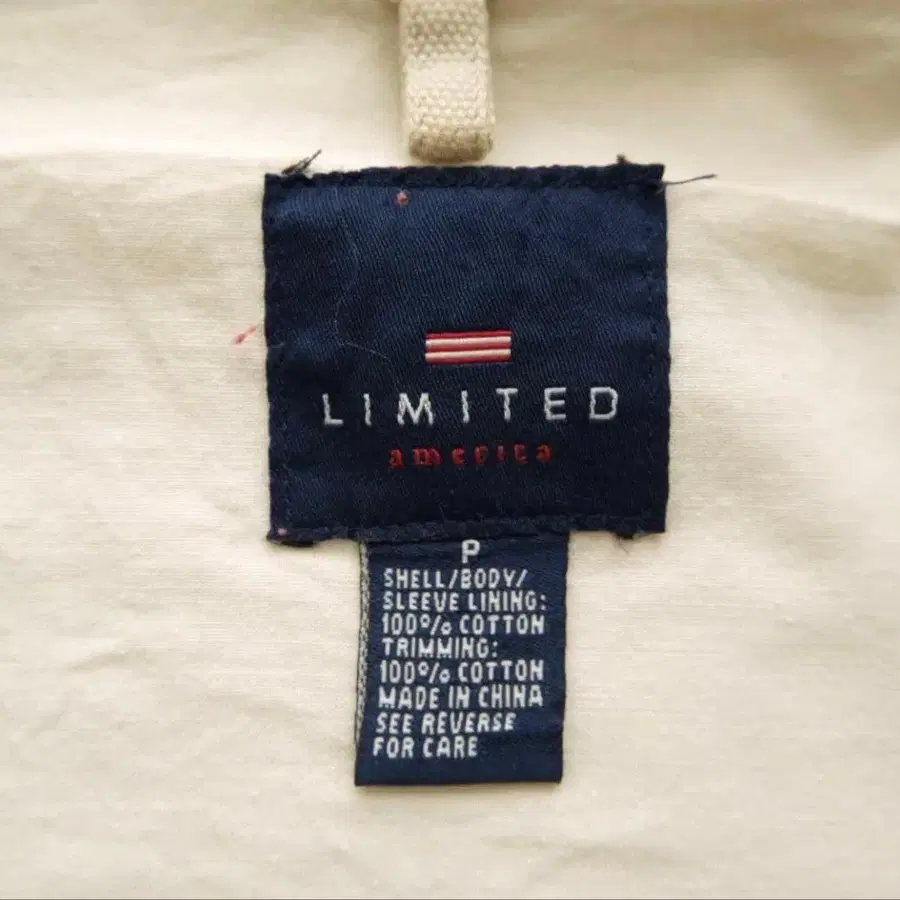 LIMITED
america
P
SHELL/BODY/
SLEEVE LINING:
100% COTTON
TRIMMING:
100% COTTON
MADE IN CHINA
SEE REVERSE
FOR CARE